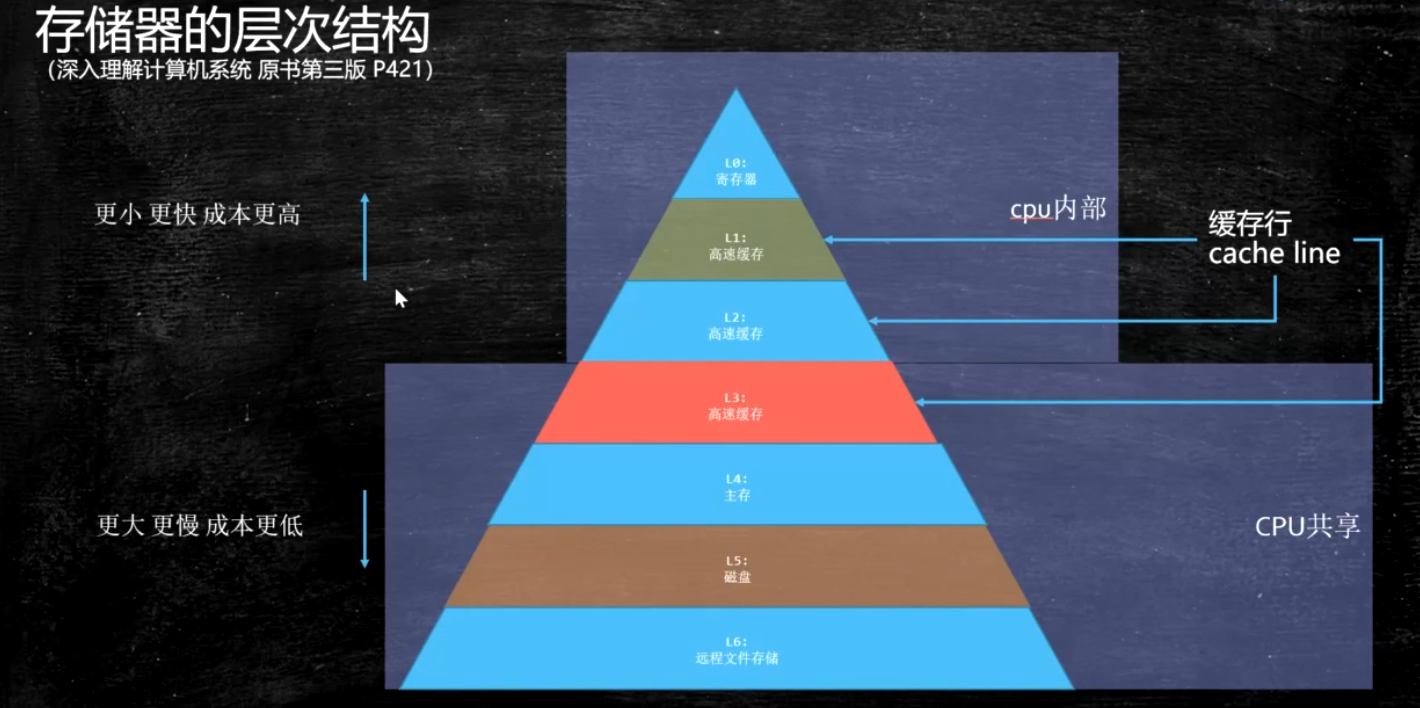 存储器的层次结构
(深入理解计算机系统 原书第三版 P421)
L0:
寄存器
更小 更快 成本更高
cpu内部
缓存行
cache line
L1:
高速缓存
L2:
高速缓存
L3:
高速缓存
L4:
主存
更大 更慢 成本更低
CPU共享
L5:
磁盘
L6:
远程文件存储